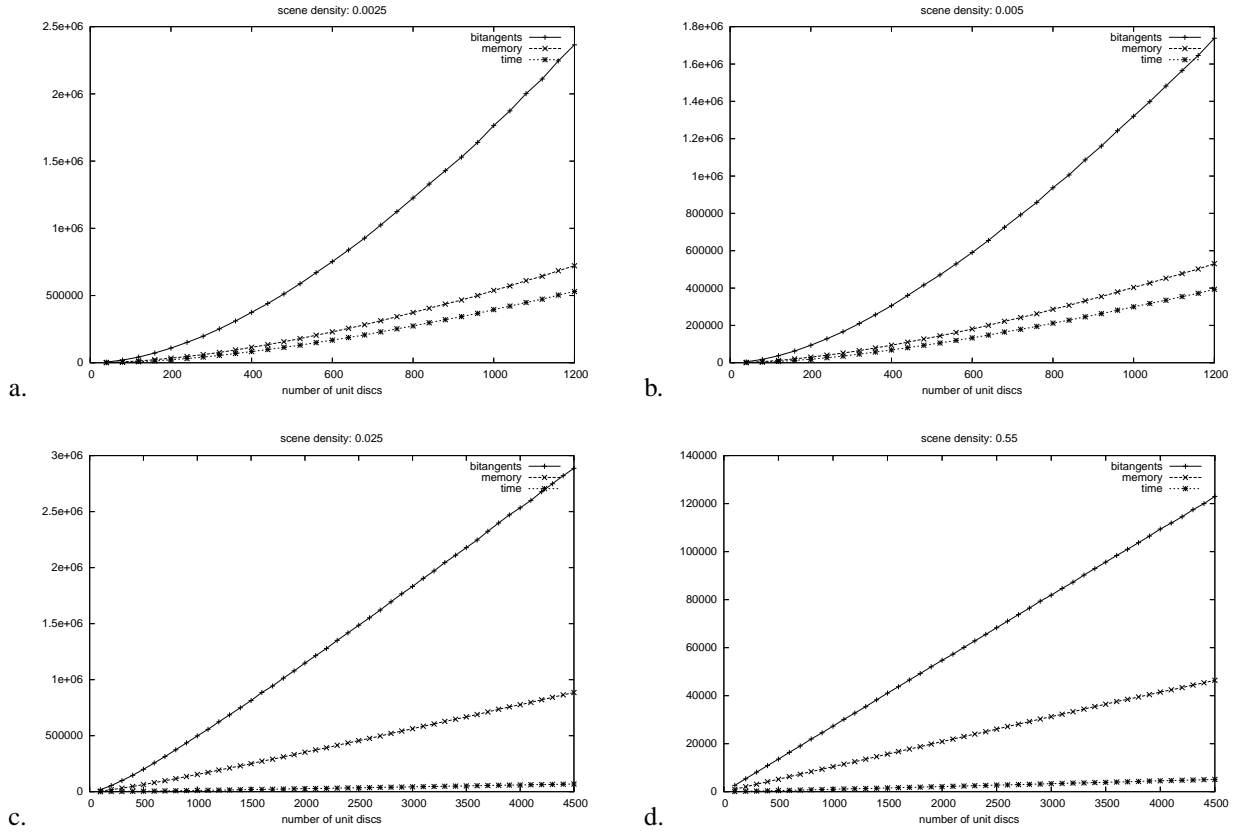 scene density: 0.0025
2.5e+06
2e+06
1.5e+06
1e+06
500000
0
bitangents
memory
time
0 200 400 600 800 1000 1200
number of unit discs
a.
scene density: 0.005
1.8e+06
1.6e+06
1.4e+06
1.2e+06
1e+06
800000
600000
400000
200000
0
bitangents
memory
time
0 200 400 600 800 1000 1200
number of unit discs
b.
scene density: 0.025
3e+06
2.5e+06
2e+06
1.5e+06
1e+06
500000
0
bitangents
memory
time
0 500 1000 1500 2000 2500 3000 3500 4000 4500
number of unit discs
c.
scene density: 0.55
140000
120000
100000
80000
60000
40000
20000
0
bitangents
memory
time
0 500 1000 1500 2000 2500 3000 3500 4000 4500
number of unit discs
d.